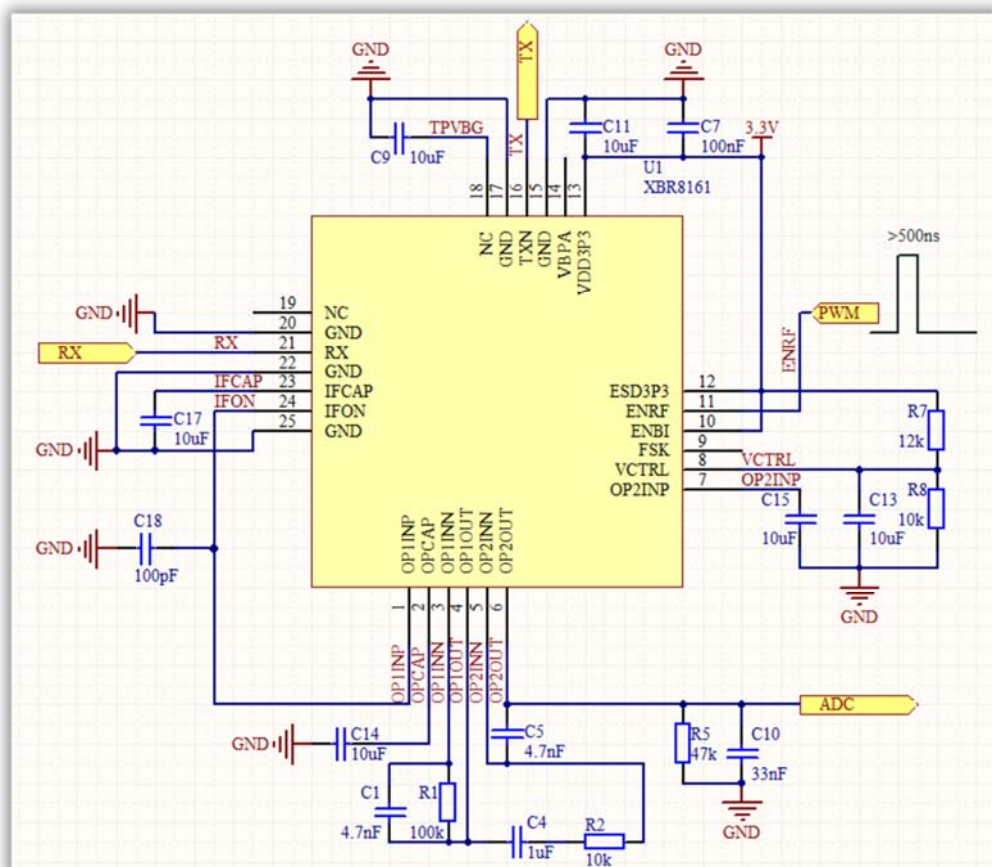 GND
TX
GND
C9
10uF
TPVBG
TX
C11
10uF
C7
100nF
3.3V
U1
XBR8161
18
17
16
15
14
13
NC
GND
TXN
GND
VBPA
VDD3P3
>500ns
PWM
ENRF
GND
RX
RX
IFCAP
IFON
19
20
21
22
23
24
25
NC
GND
RX
GND
IFCAP
IFON
GND
C17
10uF
GND
C18
100pF
GND
ESD3P3
ENRF
ENBI
FSK
VCTRL
OP2INP
12
11
10
9
8
7
VCTRL
OP2INP
R7
12k
R8
10k
C15
10uF
C13
10uF
GND
OP1INP
OPCAP
OP1INN
OP1OUT
OP2INN
OP2OUT
1
2
3
4
5
6
OP1INP
OPCAP
OP1INN
OP1OUT
OP2INN
OP2OUT
ADC
GND
C14
10uF
C5
4.7nF
R5
47k
C10
33nF
GND
C1
4.7nF
R1
100k
C4
1uF
R2
10k